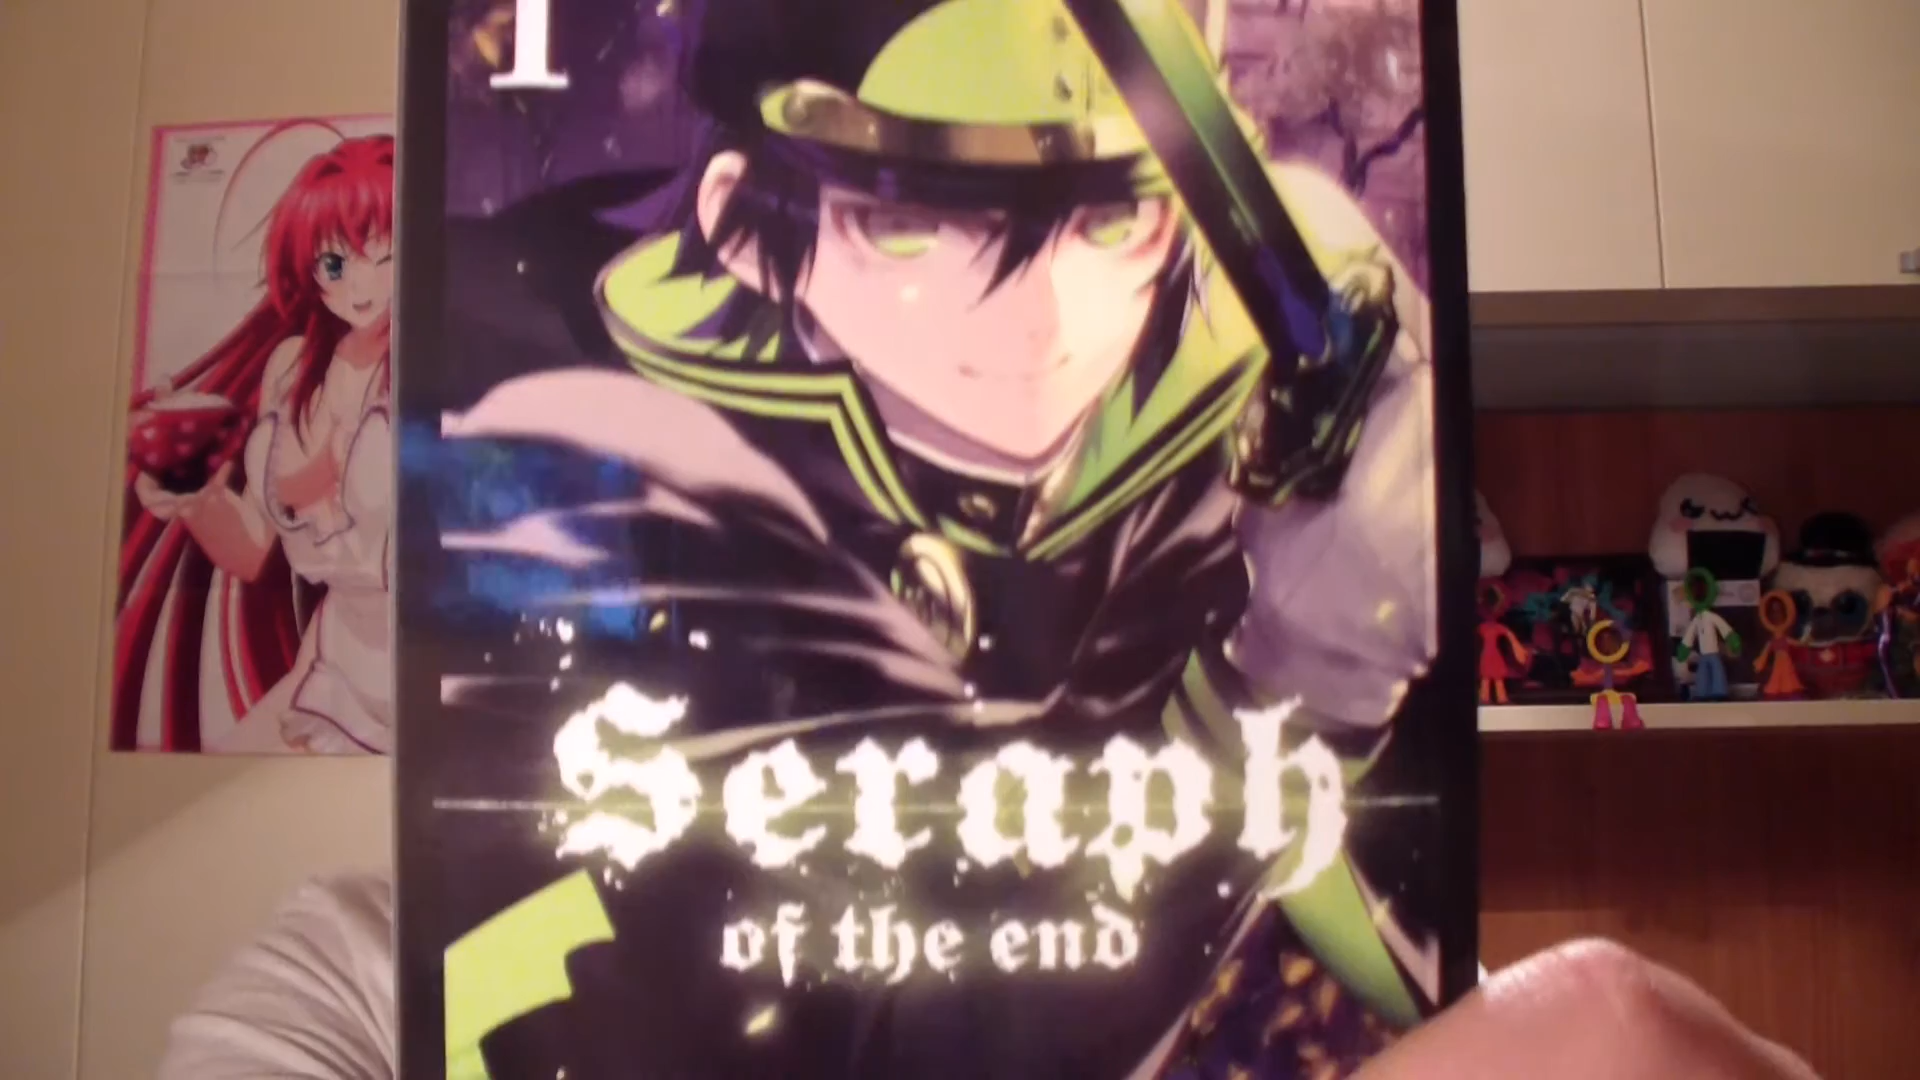 1
Seraph
of the end